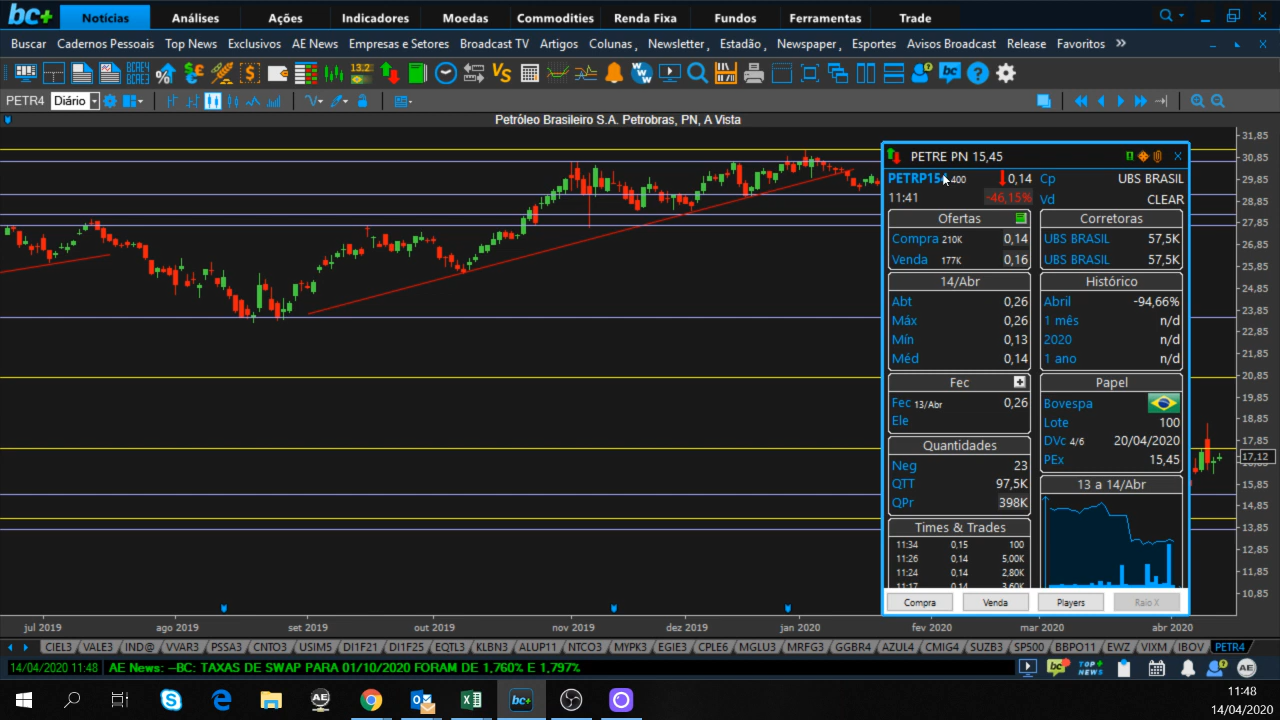 bc+ Notícias Análises Ações Indicadores Moedas Commodities Renda Fixa Fundos Ferramentas Trade
Buscar Cadernos Pessoais Top News Exclusivos AE News Empresas e Setores Broadcast TV Artigos Colunas Newsletter Estadão Newspaper Esportes Avisos Broadcast Release Favoritos »
PETR4 Diário
Petróleo Brasileiro S.A. Petrobras, PN, A Vista
31,85
30,85
29,85
28,85
27,85
26,85
25,85
24,85
23,85
22,85
21,85
20,85
19,85
18,85
17,85
17,12
15,85
14,85
13,85
12,85
11,85
10,85
PETRE PN 15,45
400 0,14 Cp UBS BRASIL
11:41 -46,15% Vd CLEAR
Ofertas
Compra 210K 0,14
Venda 177K 0,16
Corretoras
UBS BRASIL 57,5K
UBS BRASIL 57,5K
14/Abr
Abt 0,26
Máx 0,26
Mín 0,13
Méd 0,14
Histórico
Abril -94,66%
1 mês n/d
2020 n/d
1 ano n/d
Fec
Fec 13/Abr 0,26
Ele
Papel
Bovespa
Lote 100
DVc 4/6 20/04/2020
PEx 15,45
Quantidades
Neg 23
QTT 97,5K
QPr 398K
13 a 14/Abr
Times & Trades
11:34 0,15 100
11:26 0,14 5,00K
11:24 0,14 2,80K
11:17 0,14 3,60K
Compra Venda Players Raio X
jul 2019 ago 2019 set 2019 out 2019 nov 2019 dez 2019 jan 2020 fev 2020 mar 2020 abr 2020
CIEL3 VALE3 IND@ VVAR3 PSSA3 CNTO3 USIM5 DI1F21 DI1F25 EQTL3 KLBN3 ALUP11 NTCO3 MYPK3 EGIE3 CPLE6 MGLU3 MRFG3 GGBR4 AZUL4 CMIG4 SUZB3 SP500 BBPO11 EWZ VIXM IBOV PETR4
14/04/2020 11:48 AE News: --BC: TAXAS DE SWAP PARA 01/10/2020 FORAM DE 1,760% E 1,797%
bc TOP+ NEWS AE
AE bc+
11:48
14/04/2020